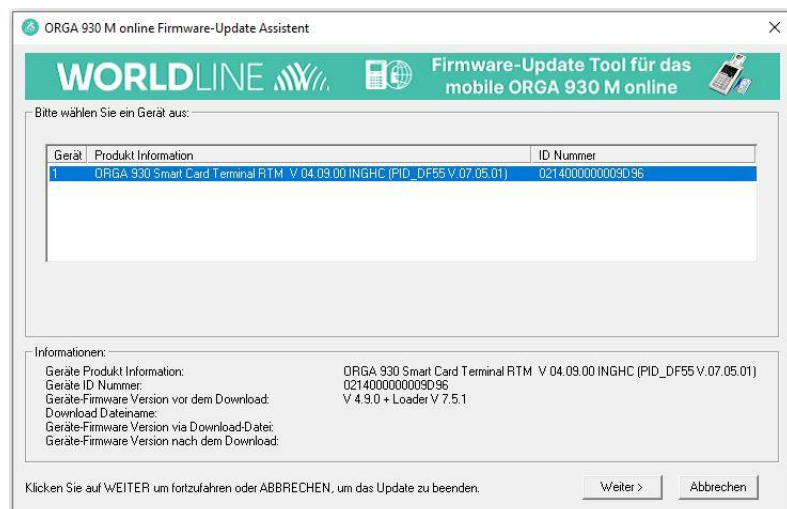 ORGA 930 M online Firmware-Update Assistent
WORLDLINE
Firmware-Update Tool für das
mobile ORGA 930 M online
Bitte wählen Sie ein Gerät aus:
Gerät Produkt Information ID Nummer
1 ORGA 930 Smart Card Terminal RTM V 04.09.00 INGHC (PID_DF55 V.07.05.01)0214000000009D96
Informationen:
Geräte Produkt Information: ORGA 930 Smart Card Terminal RTM V 04.09.00 INGHC (PID_DF55 V.07.05.01)
Geräte ID Nummer: 0214000000009D96
Geräte-Firmware Version vor dem Download: V 4.9.0 + Loader V 7.5.1
Download Dateiname:
Geräte-Firmware Version via Download-Datei:
Geräte-Firmware Version nach dem Download:
Klicken Sie auf WEITER um fortzufahren oder ABBRECHEN, um das Update zu beenden.
Weiter > Abbrechen